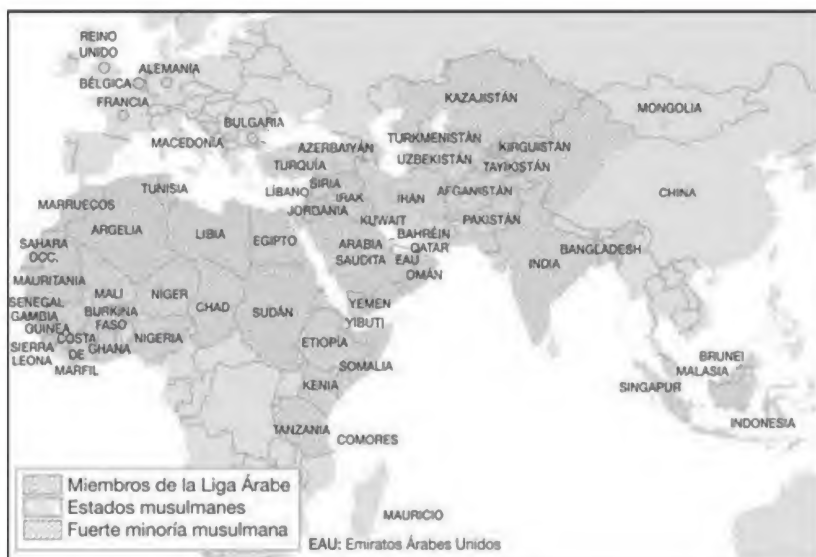 REINO
UNIDO
ALEMANIA
BÉLGICA
FRANCIA
BULGARIA
MACEDONIA
KAZAJISTÁN
MONGOLIA
AZERBAIYÁN
TURKMENISTÁN
KIRGUISTÁN
TURQUÍA
UZBEKISTÁN
TAYIKISTÁN
CHINA
TUNISIA
LÍBANO
SIRIA
IRAK
IRÁN
AFGANISTÁN
MARRUECOS
JORDANIA
KUWAIT
PAKISTÁN
ARGELIA
LIBIA
EGIPTO
ARABIA
SAUDITA
BAHRÉIN
QATAR
EAU
OMÁN
INDIA
BANGLADESH
SAHARA
OCC.
MAURITANIA
MALI
NIGER
CHAD
SUDÁN
YEMEN
YIBUTI
SENEGAL
GAMBIA
GUINEA
BURKINA
FASO
SIERRA
LEONA
COSTA
DE
MARFIL
GHANA
NIGERIA
ETIOPÍA
SOMALIA
KENIA
TANZANIA
COMORES
MAURICIO
BRUNEI
MALASIA
SINGAPUR
INDONESIA
Miembros de la Liga Árabe
Estados musulmanes
Fuerte minoría musulmana
EAU: Emiratos Árabes Unidos